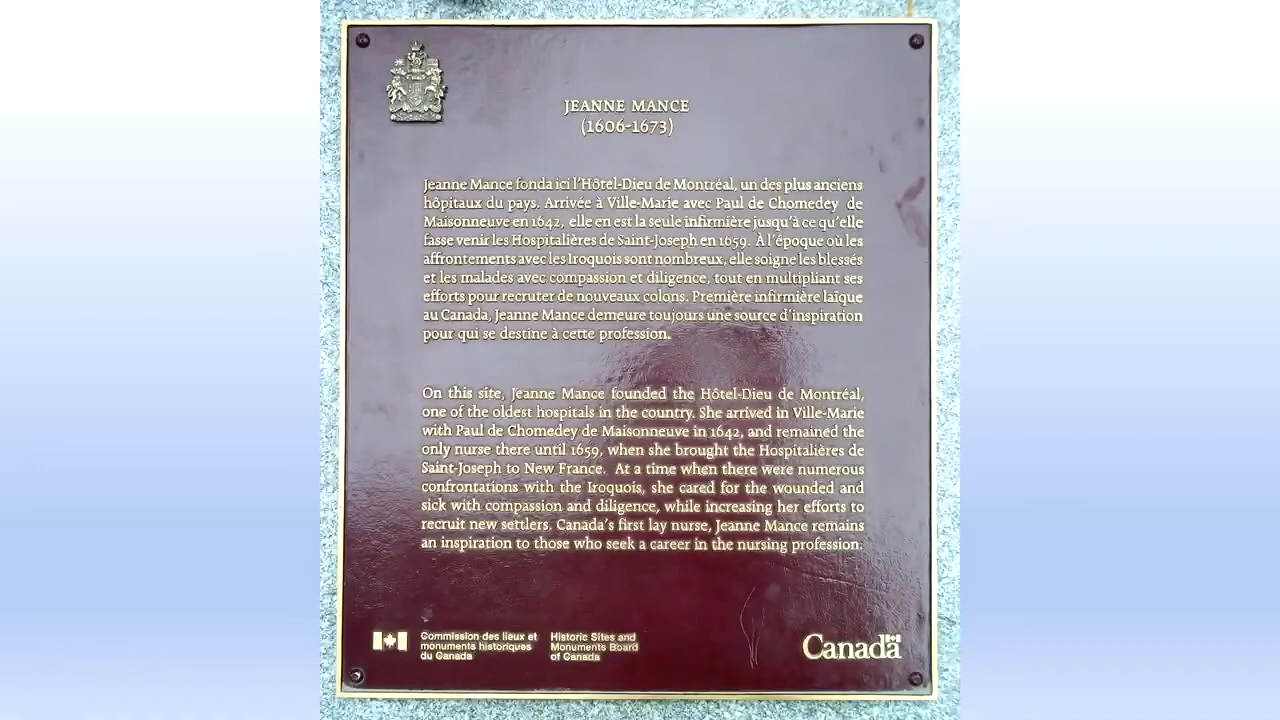 JEANNE MANCE
(1606-1673)
Jeanne Mance fonda ici l'Hôtel-Dieu de Montréal, un des plus anciens
hôpitaux du pays. Arrivée à Ville-Marie avec Paul de Chomedey de
Maisonneuve en 1642, elle en est la seule infirmière jusqu'à ce qu'elle
fasse venir les Hospitalières de Saint-Joseph en 1659. À l'époque où les
affrontements avec les Iroquois sont nombreux, elle soigne les blessés
et les malades avec compassion et diligence, tout en multipliant ses
efforts pour recruter de nouveaux colons. Première infirmière laïque
au Canada, Jeanne Mance demeure toujours une source d'inspiration
pour qui se destine à cette profession.
On this site, Jeanne Mance founded the Hôtel-Dieu de Montréal,
one of the oldest hospitals in the country. She arrived in Ville-Marie
with Paul de Chomedey de Maisonneuve in 1642, and remained the
only nurse there until 1659, when she brought the Hospitalières de
Saint-Joseph to New France. At a time when there were numerous
confrontations with the Iroquois, she cared for the wounded and
sick with compassion and diligence, while increasing her efforts to
recruit new settlers. Canada's first lay nurse, Jeanne Mance remains
an inspiration to those who seek a career in the nursing profession.
Commission des lieux et
monuments historiques
du Canada
Historic Sites and
Monuments Board
of Canada
Canada